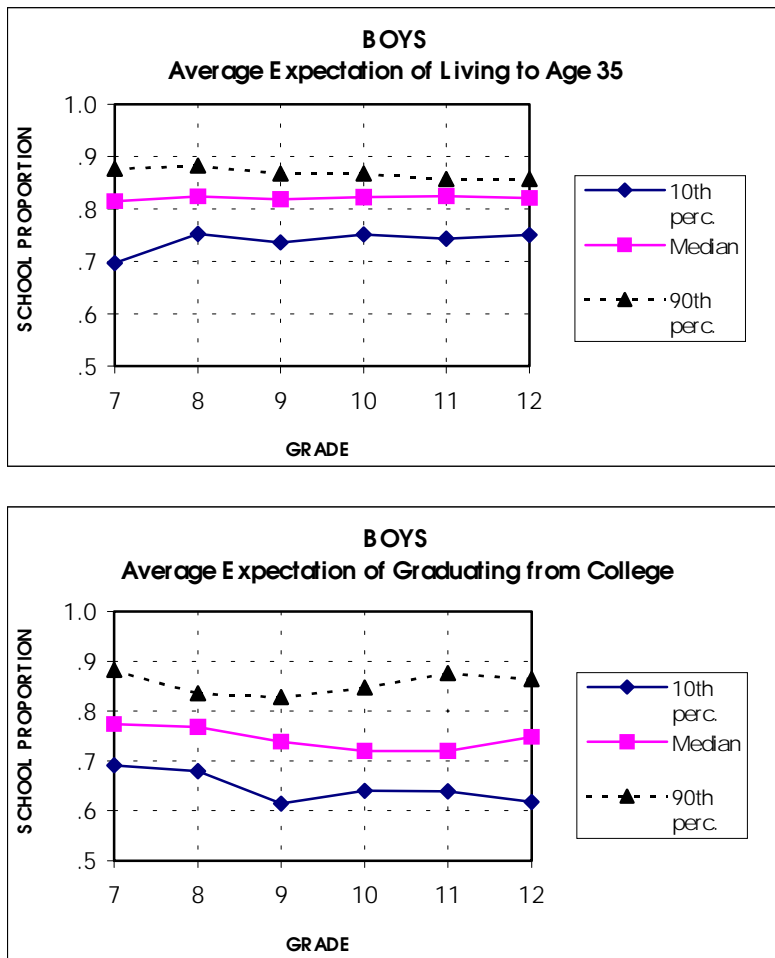 BOYS
Average Expectation of Living to Age 35
SCHOOL PROPORTION
1.0
.9
.8
.7
.6
.5
7 8 9 10 11 12
GRADE
10th
perc.
Median
90th
perc.
BOYS
Average Expectation of Graduating from College
SCHOOL PROPORTION
1.0
.9
.8
.7
.6
.5
7 8 9 10 11 12
GRADE
10th
perc.
Median
90th
perc.